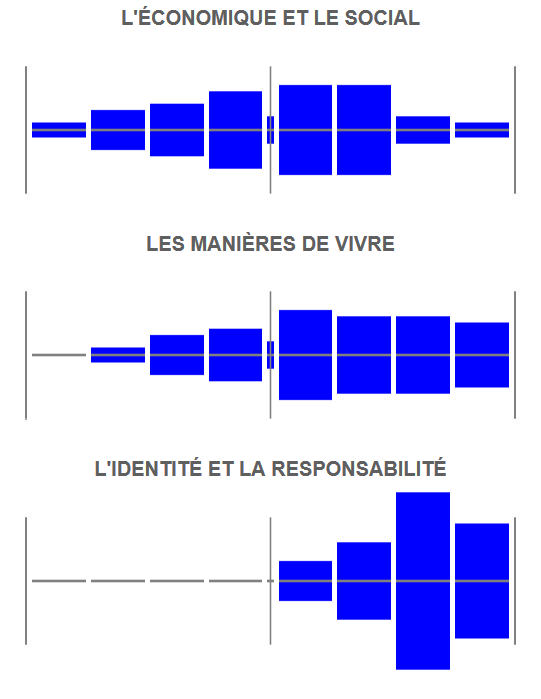 L'ÉCONOMIQUE ET LE SOCIAL
LES MANIÈRES DE VIVRE
L'IDENTITÉ ET LA RESPONSABILITÉ